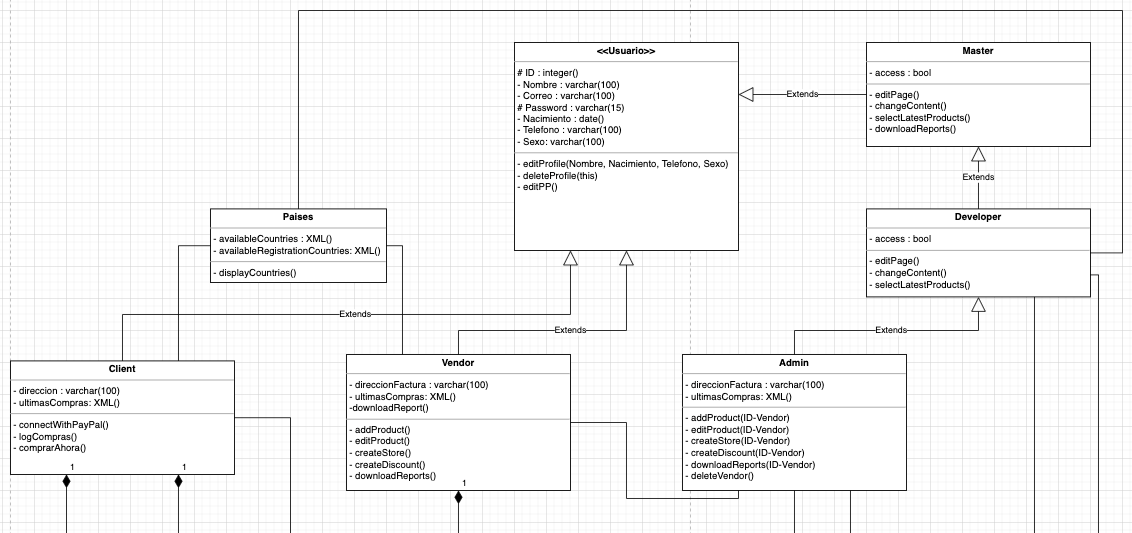 <<Usuario>>
# ID : integer()
- Nombre : varchar(100)
- Correo : varchar(100)
# Password : varchar(15)
- Nacimiento : date()
- Telefono : varchar(100)
- Sexo: varchar(100)
- editProfile(Nombre, Nacimiento, Telefono, Sexo)
- deleteProfile(this)
- editPP()
Extends
Master
- access : bool
- editPage()
- changeContent()
- selectLatestProducts()
- downloadReports()
Extends
Paises
- availableCountries : XML()
- availableRegistrationCountries: XML()
- displayCountries()
Developer
- access : bool
- editPage()
- changeContent()
- selectLatestProducts()
Extends
Extends
Extends
Client
- direccion : varchar(100)
- ultimasCompras: XML()
- connectWithPayPal()
- logCompras()
- comprarAhora()
1
1
Vendor
- direccionFactura : varchar(100)
- ultimasCompras: XML()
-downloadReport()
- addProduct()
- editProduct()
- createStore()
- createDiscount()
- downloadReports()
1
Admin
- direccionFactura : varchar(100)
- ultimasCompras: XML()
- addProduct(ID-Vendor)
- editProduct(ID-Vendor)
- createStore(ID-Vendor)
- createDiscount(ID-Vendor)
- downloadReports(ID-Vendor)
- deleteVendor()